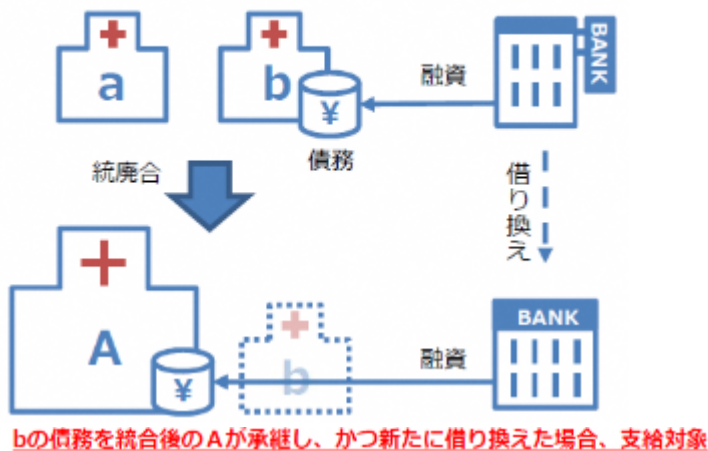 a
b
¥
融資
BANK
債務
統廃合
借り換え
A
¥
b
融資
BANK
bの債務を統合後のAが承継し、かつ新たに借り換えた場合、支給対象